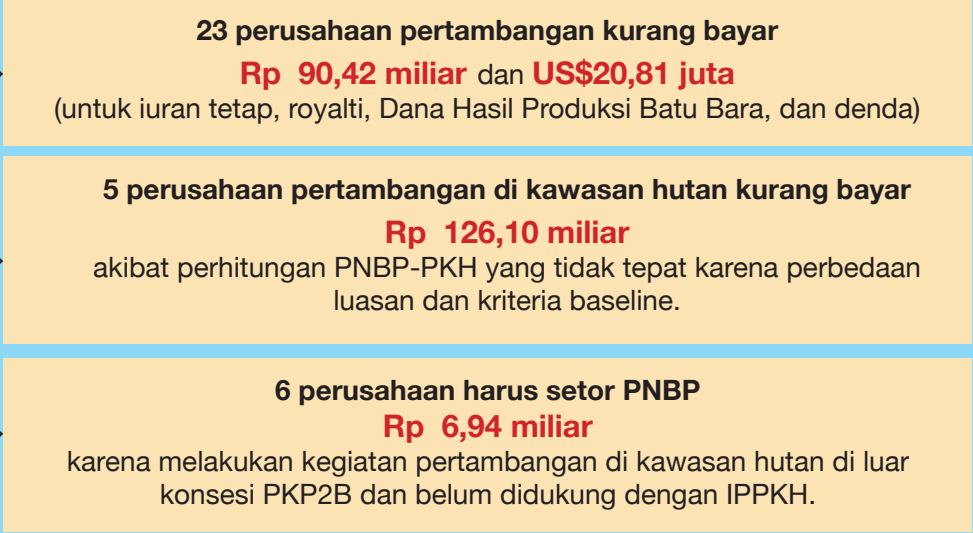 23 perusahaan pertambangan kurang bayar
Rp 90,42 miliar dan US$20,81 juta
(untuk iuran tetap, royalti, Dana Hasil Produksi Batu Bara, dan denda)
5 perusahaan pertambangan di kawasan hutan kurang bayar
Rp 126,10 miliar
akibat perhitungan PNBP-PKH yang tidak tepat karena perbedaan
luasan dan kriteria baseline.
6 perusahaan harus setor PNBP
Rp 6,94 miliar
karena melakukan kegiatan pertambangan di kawasan hutan di luar
konsesi PKP2B dan belum didukung dengan IPPKH.